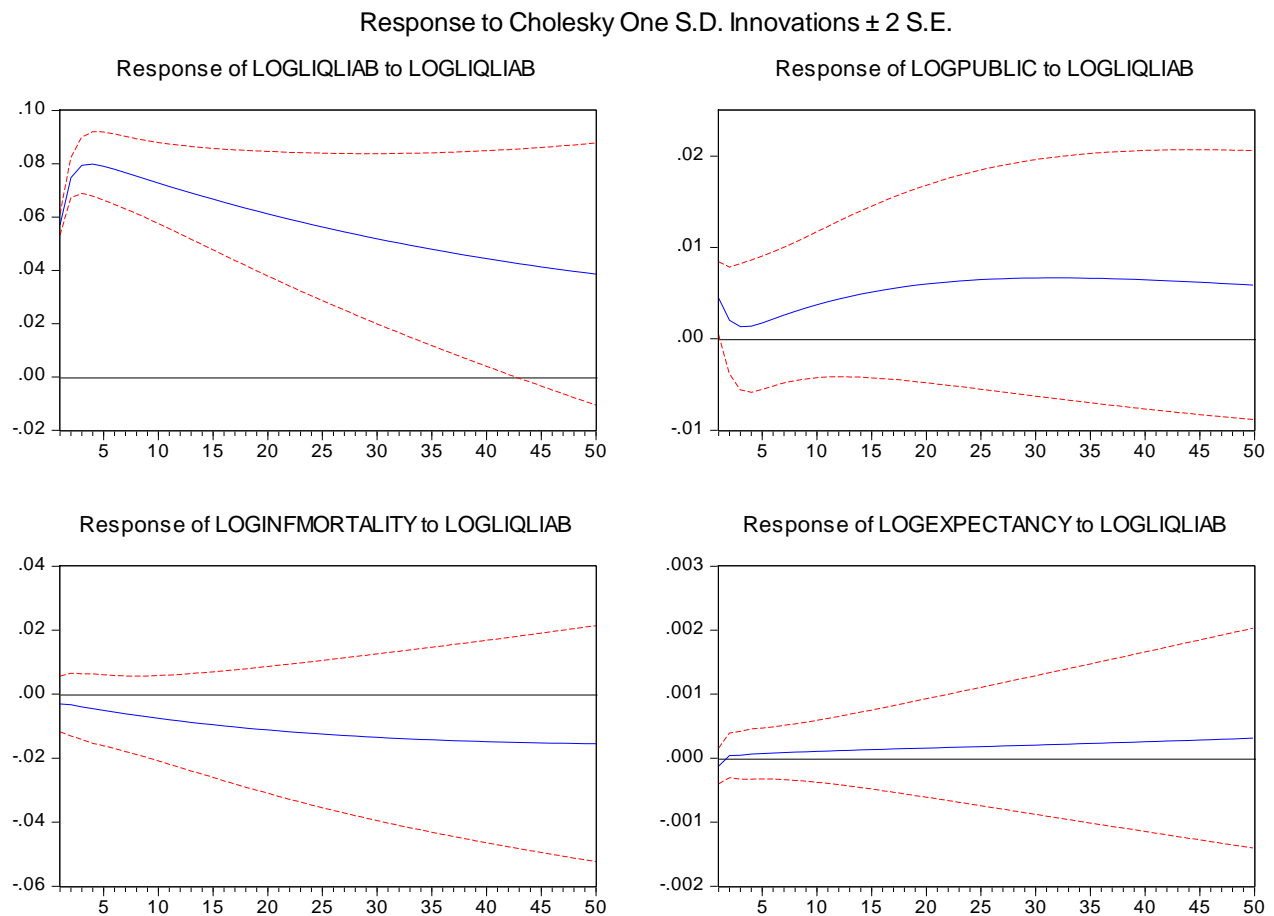 Response to Cholesky One S.D. Innovations ± 2 S.E.
Response of LOGLIQLIAB to LOGLIQLIAB
.10
.08
.06
.04
.02
.00
-.02
5 10 15 20 25 30 35 40 45 50
Response of LOGPUBLIC to LOGLIQLIAB
.02
.01
.00
-.01
5 10 15 20 25 30 35 40 45 50
Response of LOGINFMORTALITY to LOGLIQLIAB
.04
.02
.00
-.02
-.04
-.06
5 10 15 20 25 30 35 40 45 50
Response of LOGEXPECTANCY to LOGLIQLIAB
.003
.002
.001
.000
-.001
-.002
5 10 15 20 25 30 35 40 45 50